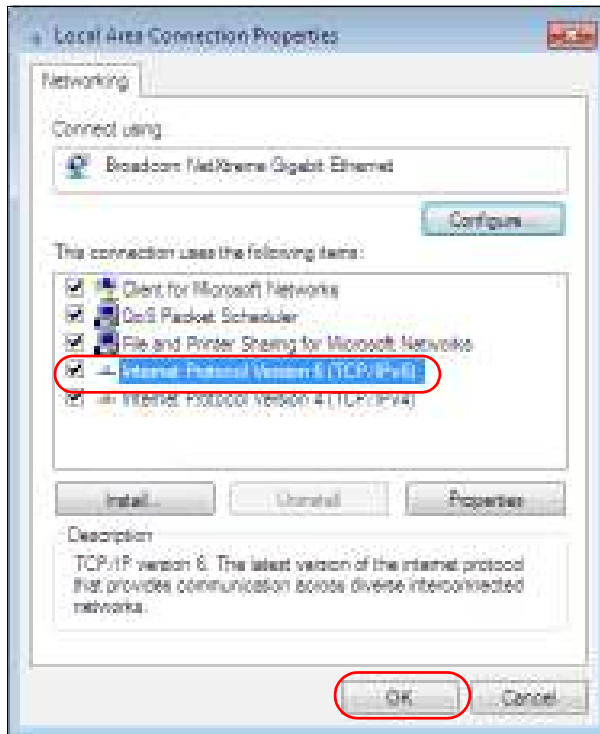 Local Area Connection Properties
Networking
Connect using:
Broadcom NetXtreme Gigabit Ethernet
Configure...
This connection uses the following items:
Client for Microsoft Networks
QoS Packet Scheduler
File and Printer Sharing for Microsoft Networks
Internet Protocol Version 6 (TCP/IPv6)
Internet Protocol Version 4 (TCP/IPv4)
Install...
Uninstall
Properties
Description
TCP/IP version 6. The latest version of the internet protocol
that provides communication across diverse interconnected
networks.
OK
Cancel